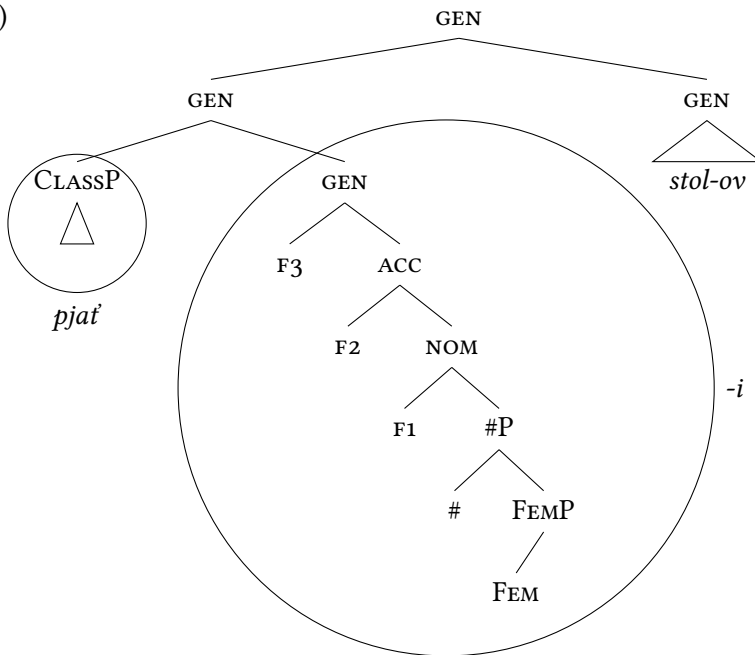 )
GEN
GEN GEN
CLASSP GEN stol-ov
F3 ACC
pjat'
F2 NOM
-i
F1 #P
# FEMP
FEM